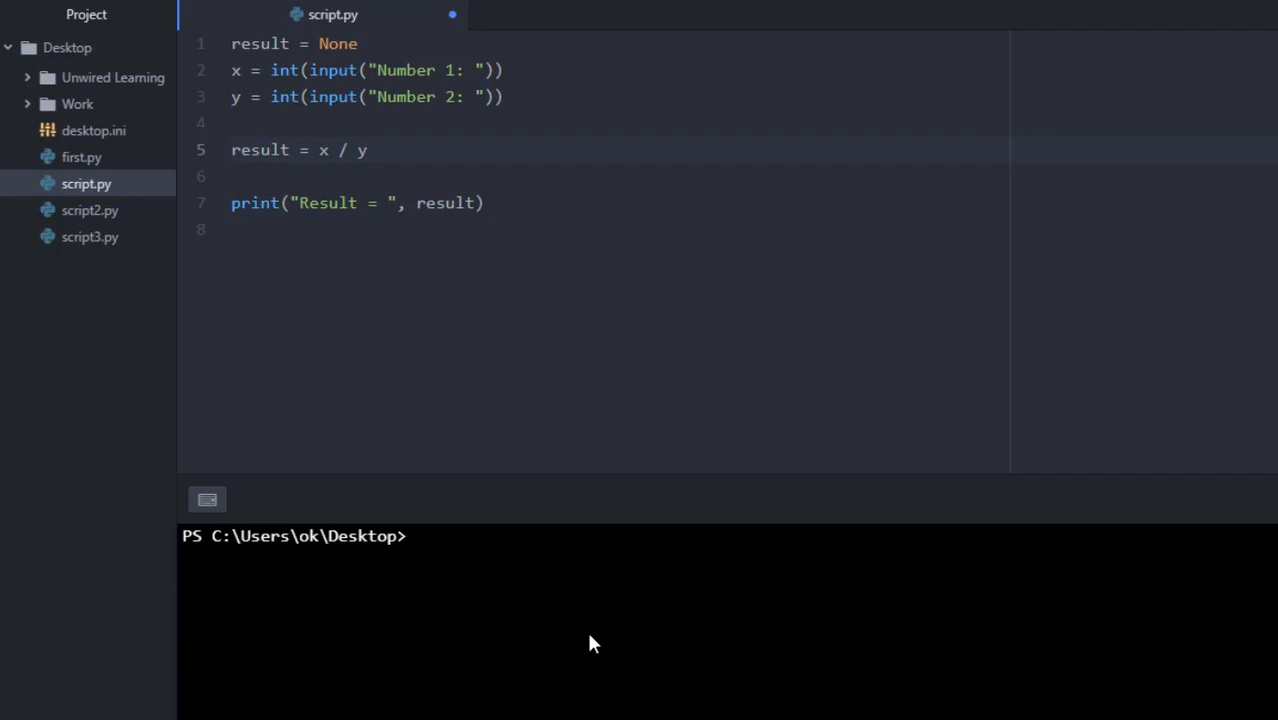 Project
Desktop
Unwired Learning
Work
desktop.ini
first.py
script.py
script2.py
script3.py
script.py
1 result = None
2 x = int(input("Number 1: "))
3 y = int(input("Number 2: "))
4
5 result = x / y
6
7 print("Result = ", result)
8
PS C:\Users\ok\Desktop>